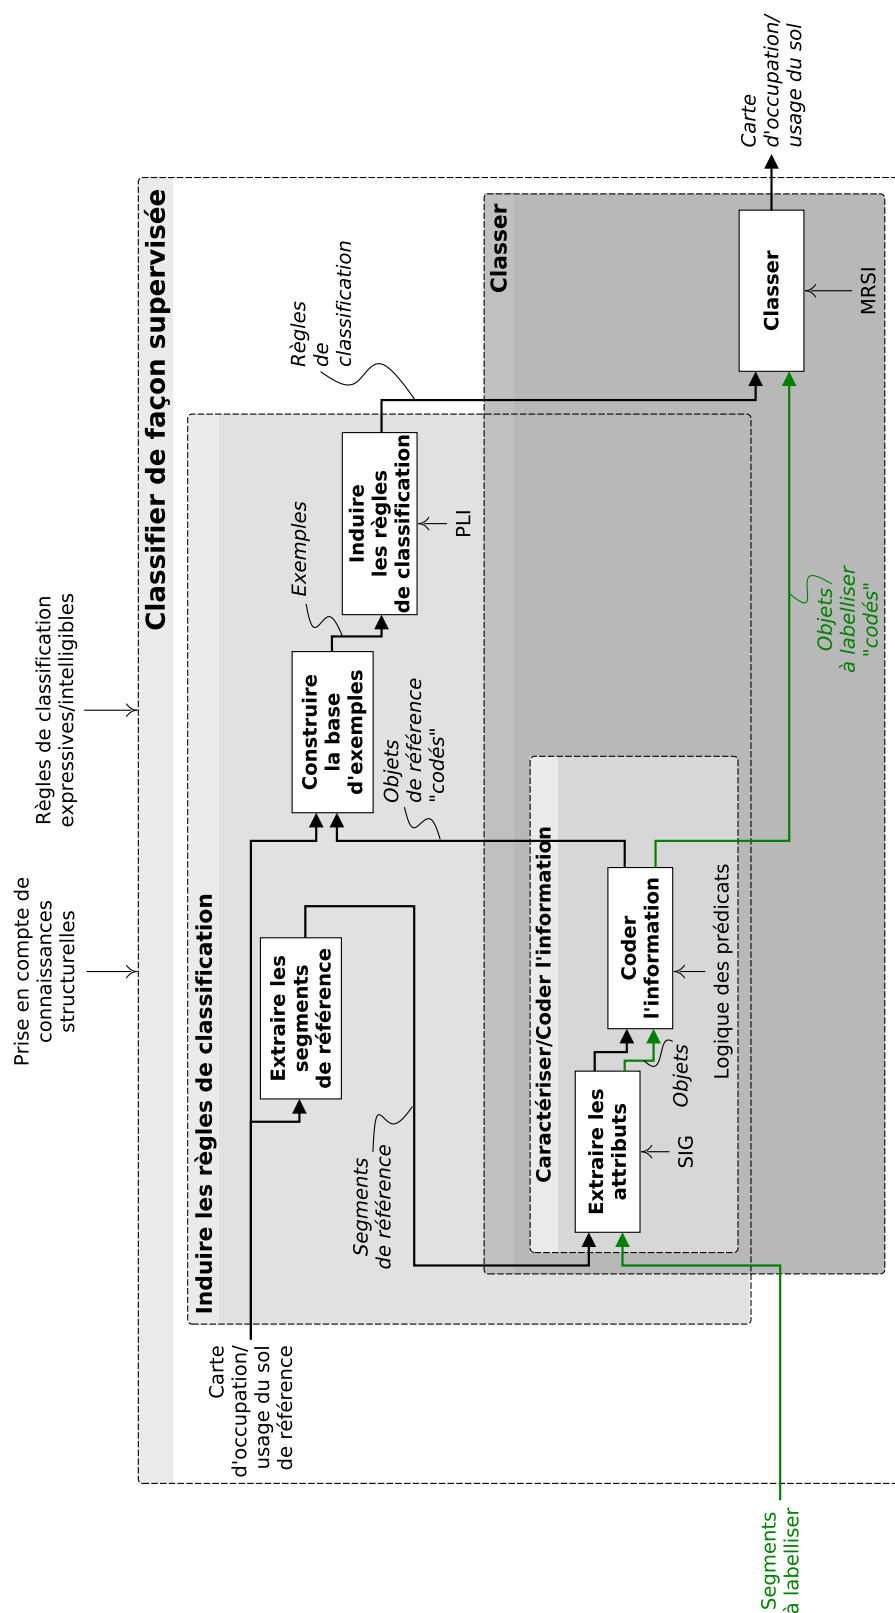 Prise en compte de
connaissances
structurelles
Règles de classification
expressives/intelligibles
Classifier de façon supervisée
Induire les règles de classification
Carte
d'occupation/
usage du sol
de référence
Extraire les
segments
de référence
Construire
la base
d'exemples
Exemples
Induire
les règles
de classification
PLI
Règles
de
classification
Segments
de référence
Objets
de référence
"codés"
Classer
Caractériser/Coder l'information
Extraire les
attributs
SIG
Objets
Coder
l'information
Logique des prédicats
Classer
MRSI
Carte
d'occupation/
usage du sol
Objets
à labelliser
"codés"
Segments
à labelliser